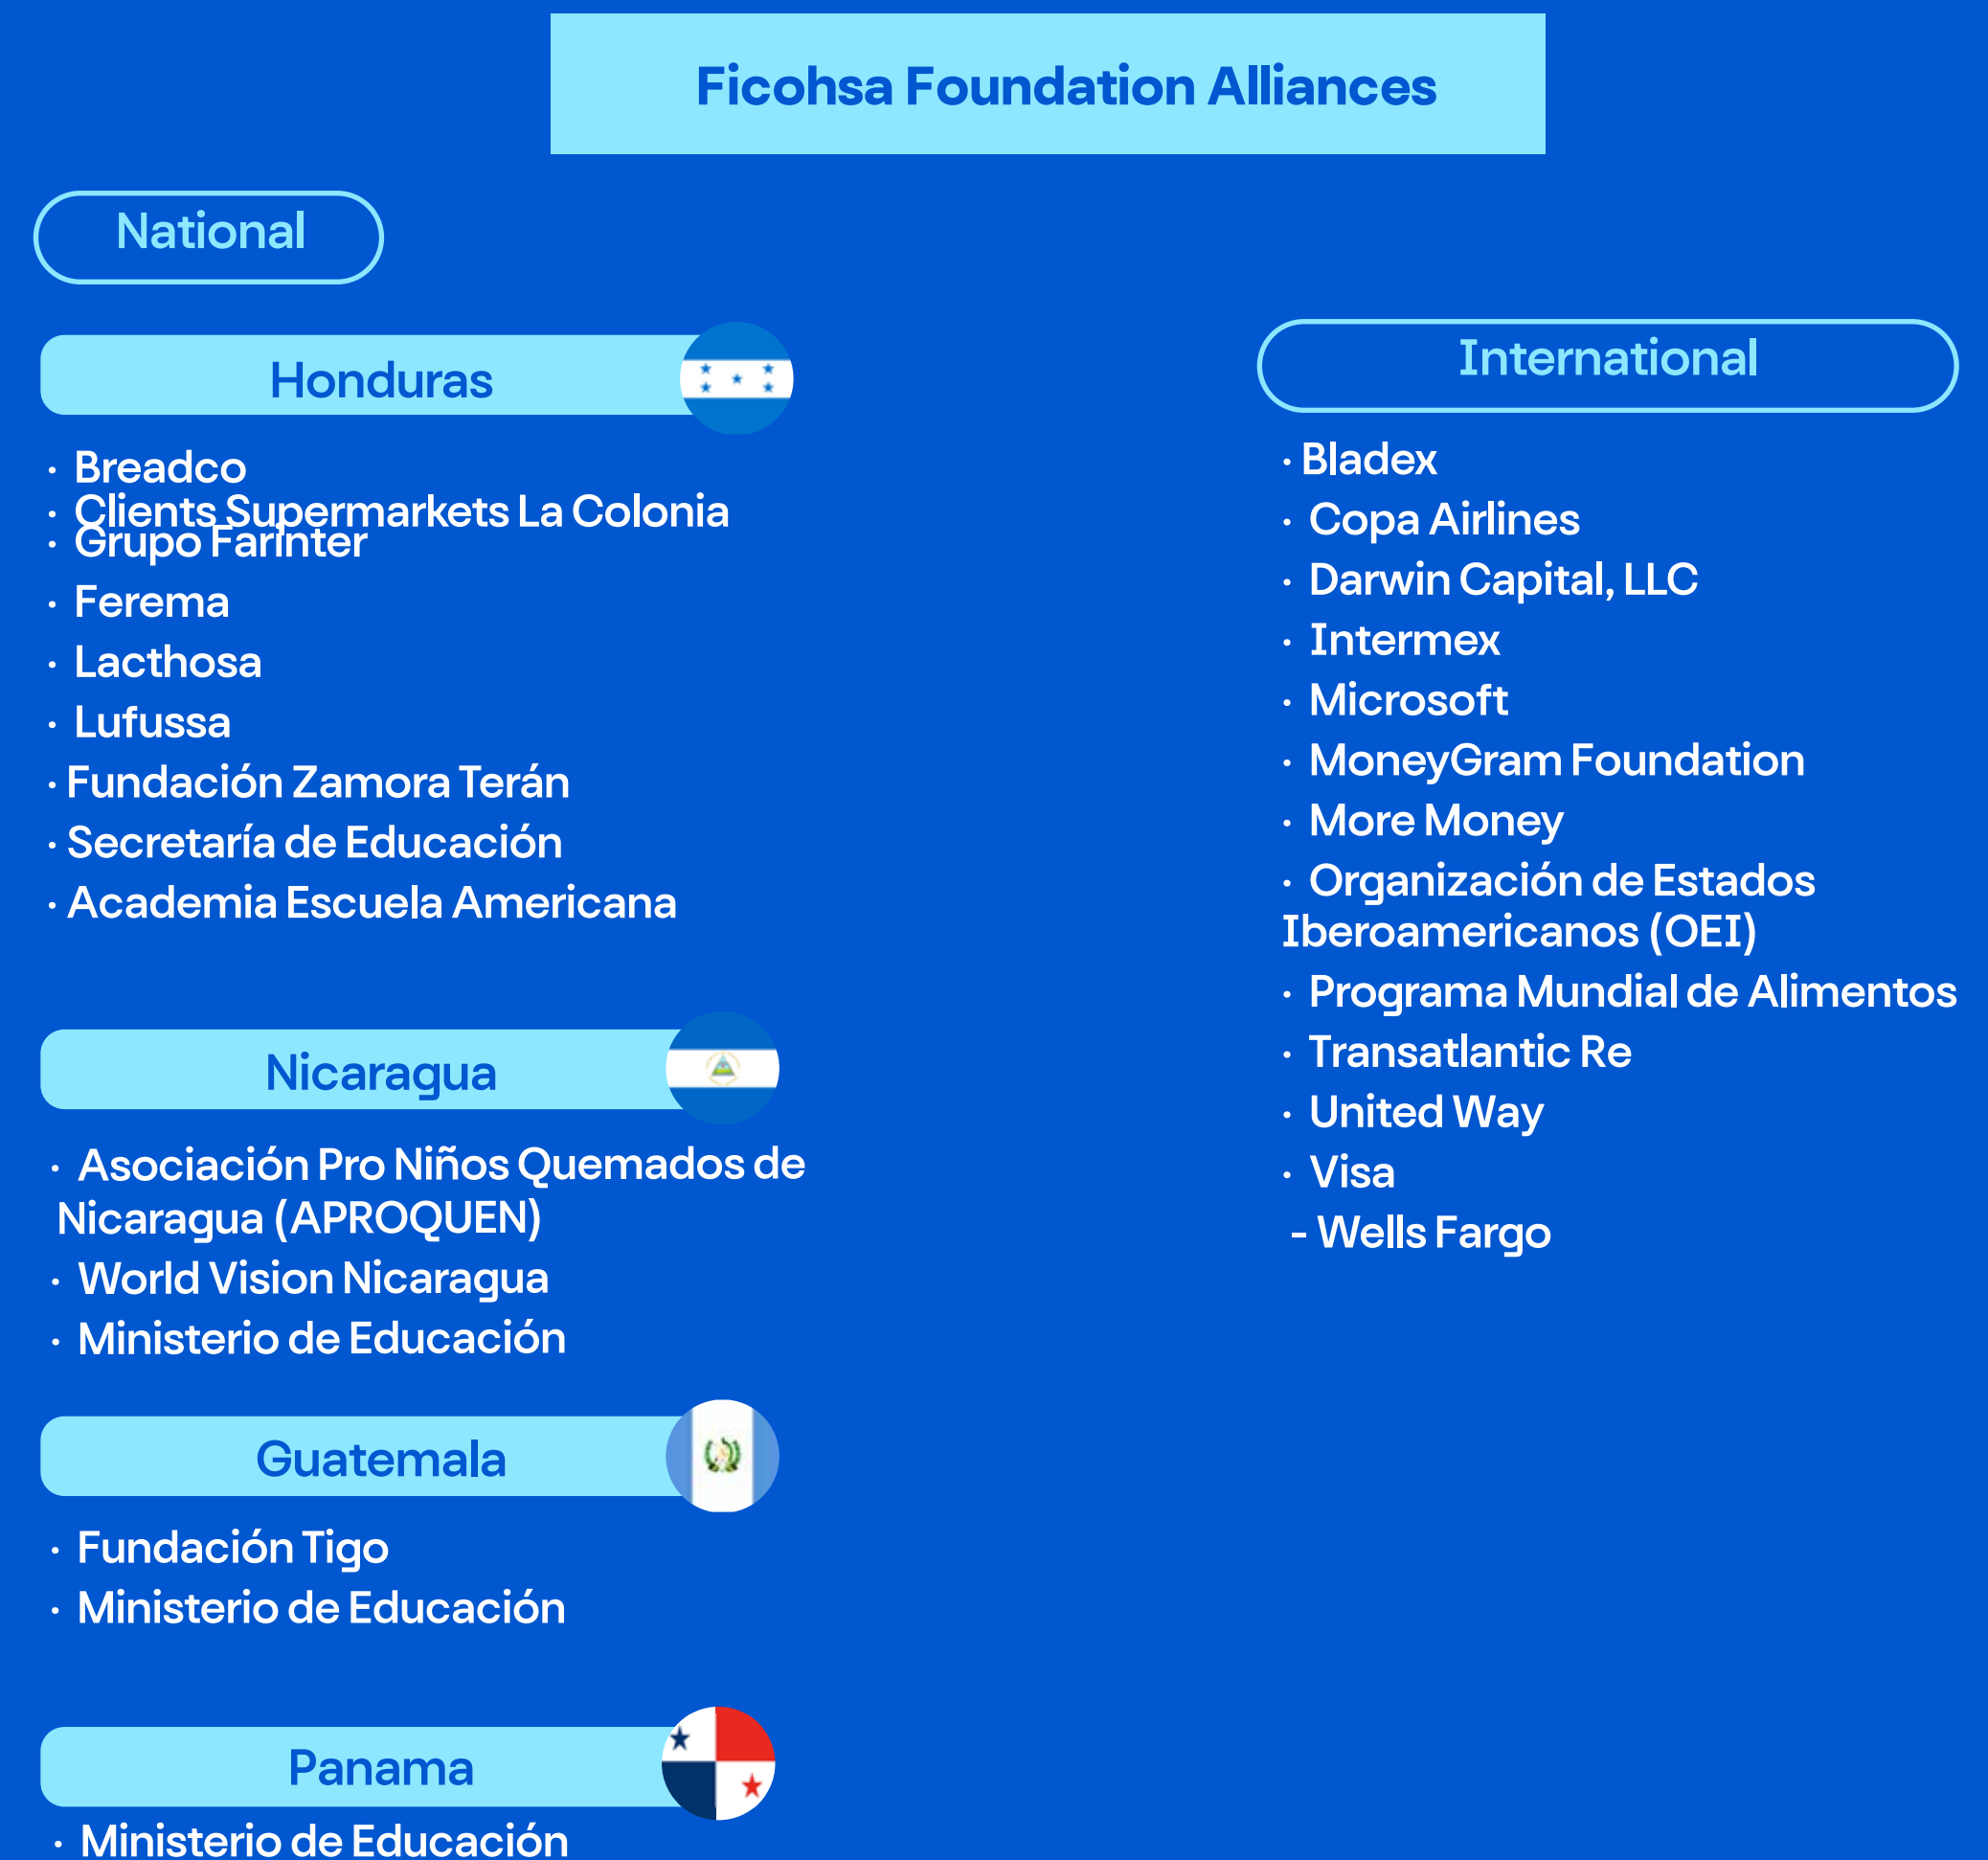 Ficohsa Foundation Alliances
National
Honduras
· Breadco
· Clients Supermarkets La Colonia
· Grupo Farinter
· Ferema
· Lacthosa
· Lufussa
· Fundación Zamora Terán
· Secretaría de Educación
· Academia Escuela Americana
Nicaragua
· Asociación Pro Niños Quemados de
Nicaragua (APROQUEN)
· World Vision Nicaragua
· Ministerio de Educación
Guatemala
· Fundación Tigo
· Ministerio de Educación
Panama
· Ministerio de Educación
International
· Bladex
· Copa Airlines
· Darwin Capital, LLC
· Intermex
· Microsoft
· MoneyGram Foundation
· More Money
· Organización de Estados
Iberoamericanos (OEI)
· Programa Mundial de Alimentos
· Transatlantic Re
· United Way
· Visa
- Wells Fargo